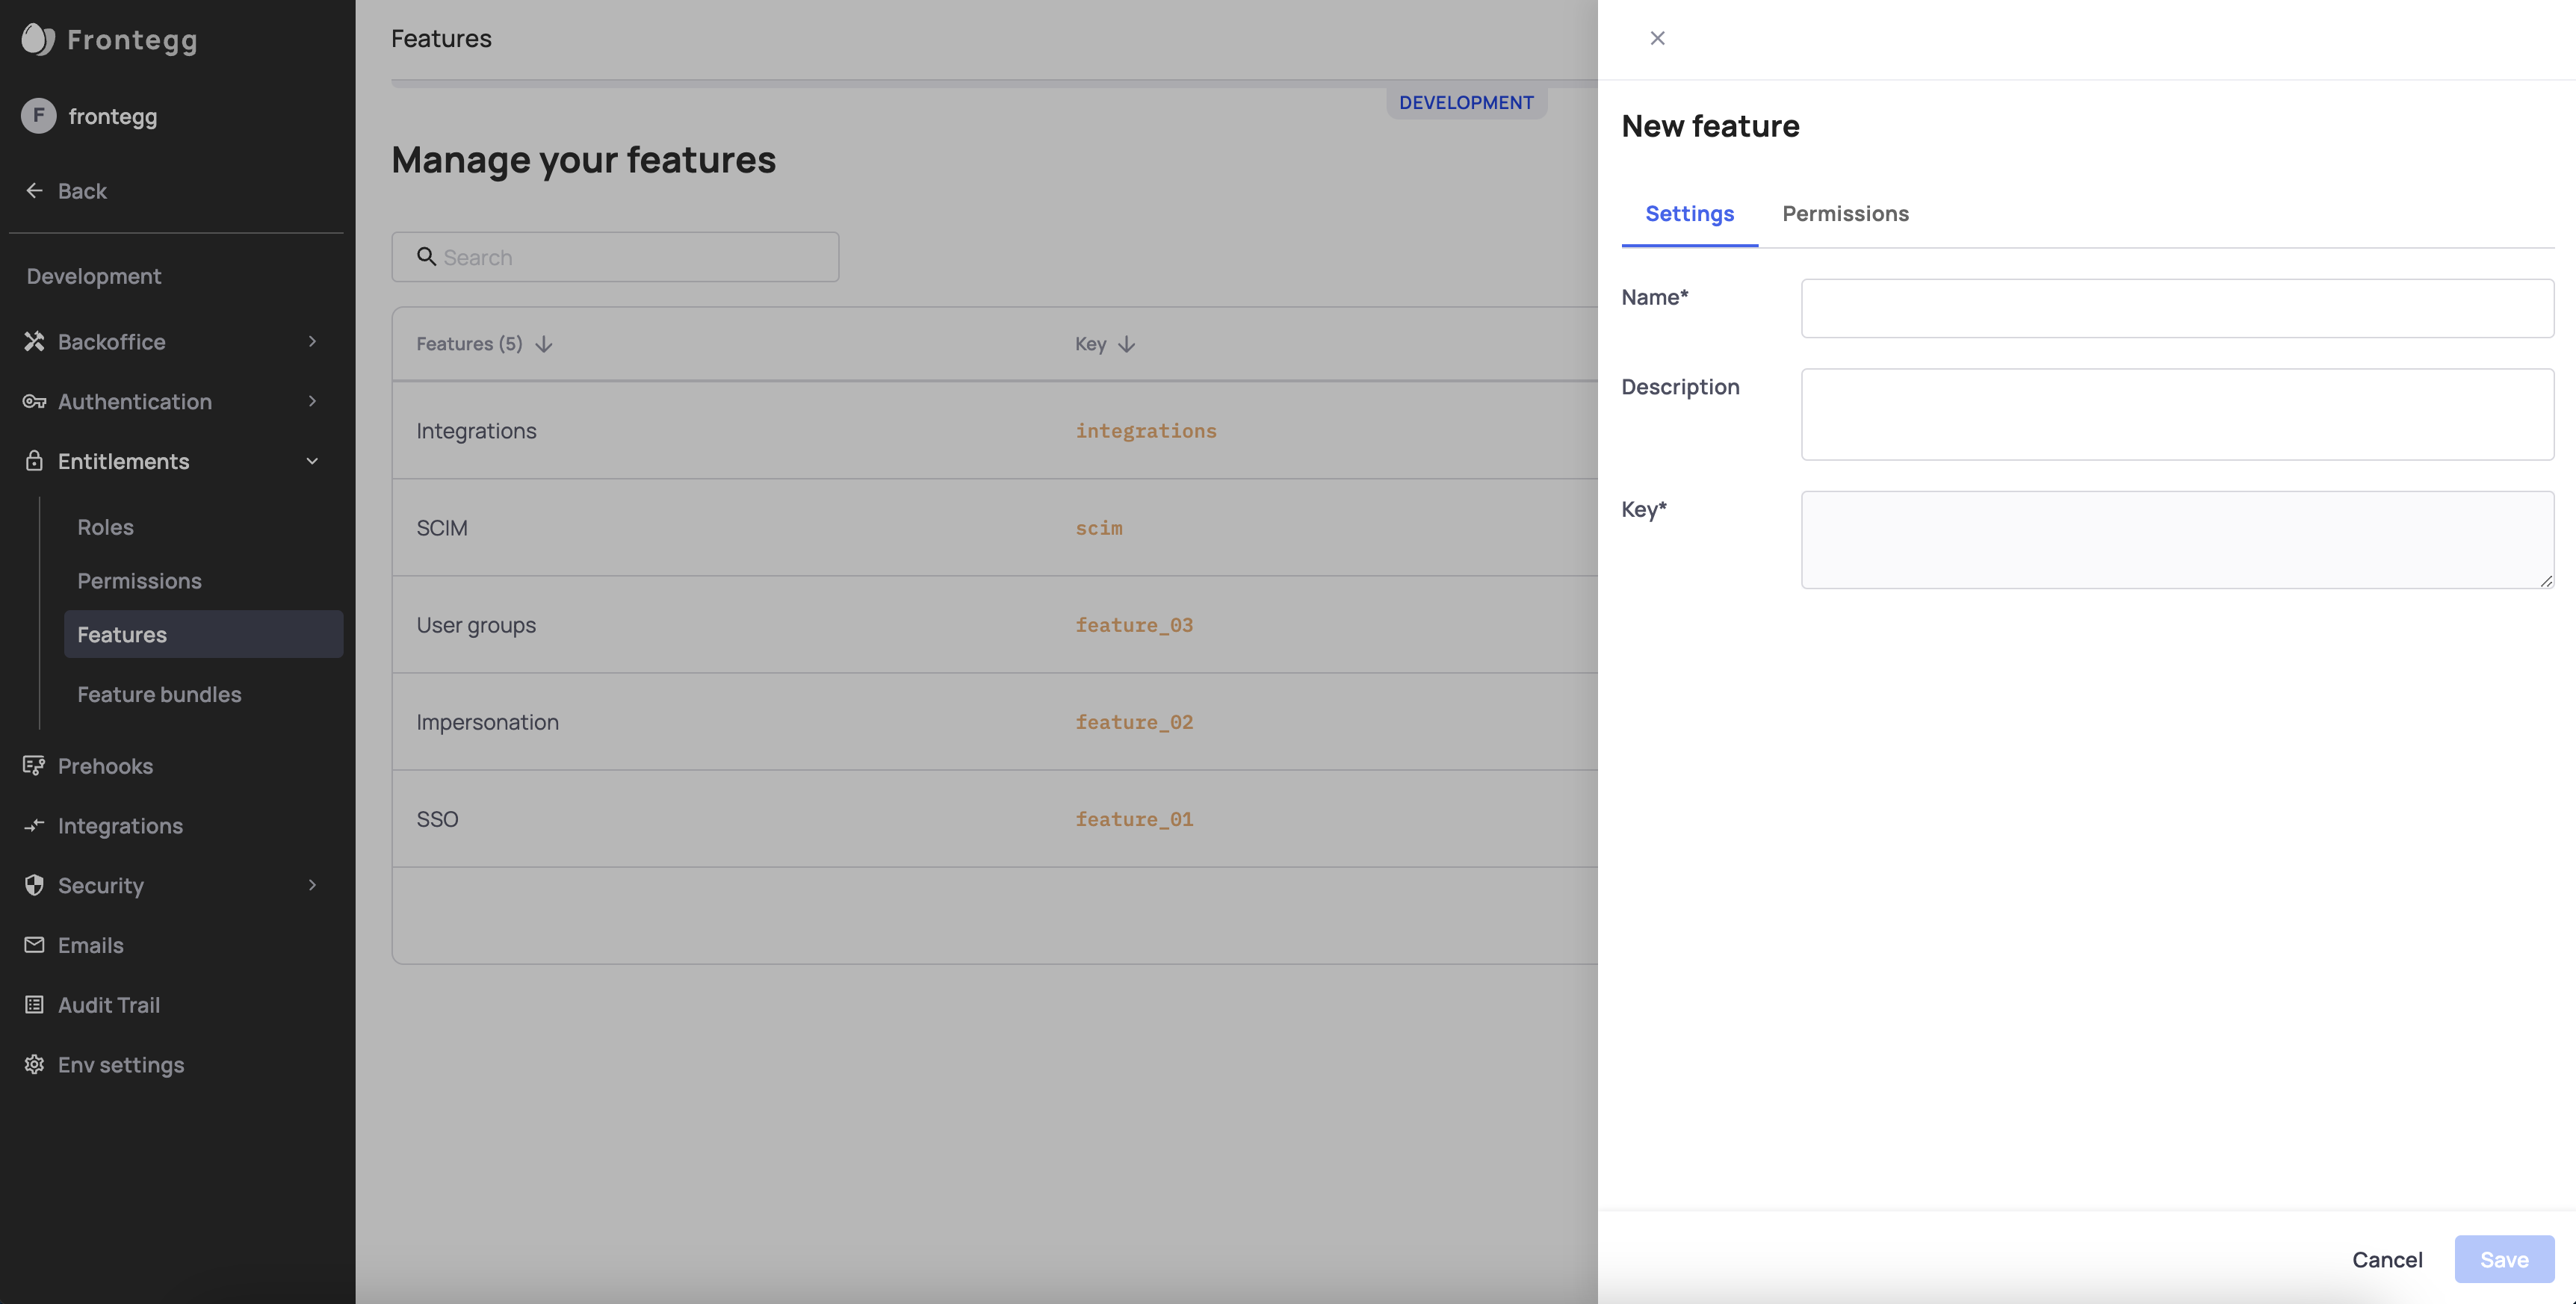 Frontegg
F frontegg
Back
Development
Backoffice
Authentication
Entitlements
Roles
Permissions
Features
Feature bundles
Prehooks
Integrations
Security
Emails
Audit Trail
Env settings
Features
DEVELOPMENT
Manage your features
Search
Features (5) Key
Integrations integrations
SCIM scim
User groups feature_03
Impersonation feature_02
SSO feature_01
New feature
Settings Permissions
Name*
Description
Key*
Cancel Save